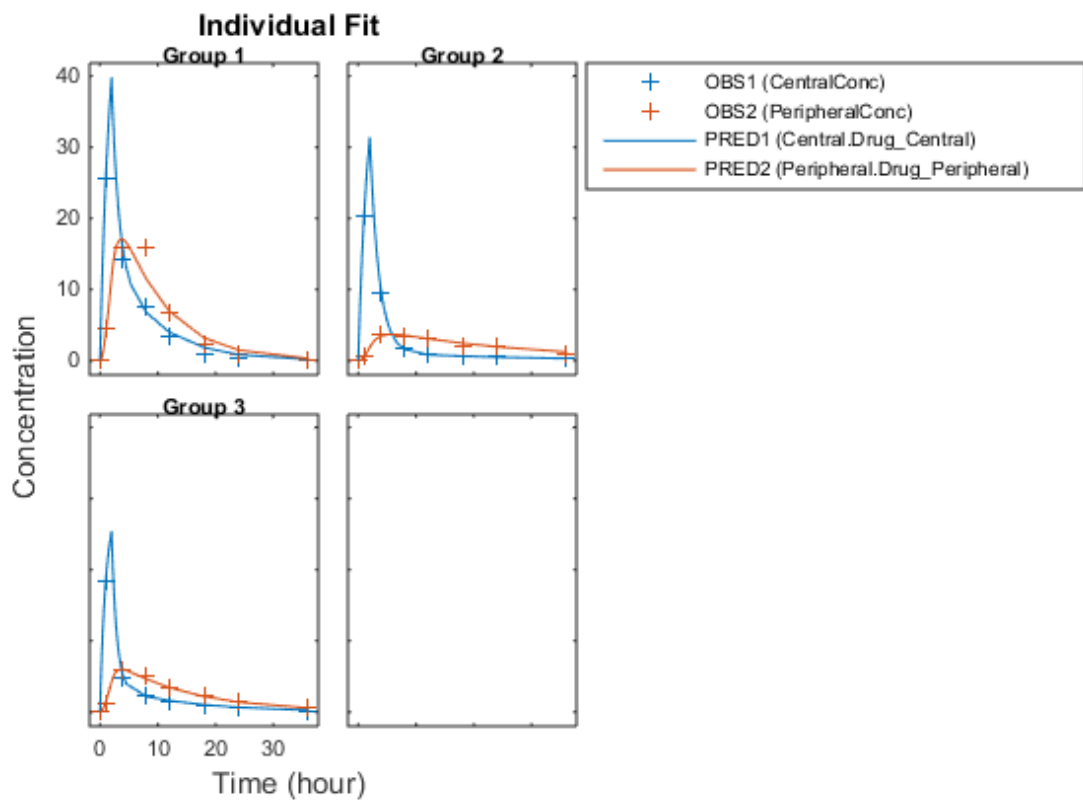 Individual Fit
Group 1
Group 2
OBS1 (CentralConc)
OBS2 (PeripheralConc)
PRED1 (Central.Drug_Central)
PRED2 (Peripheral.Drug_Peripheral)
40
30
20
10
0
Group 3
Concentration
0 10 20 30
Time (hour)